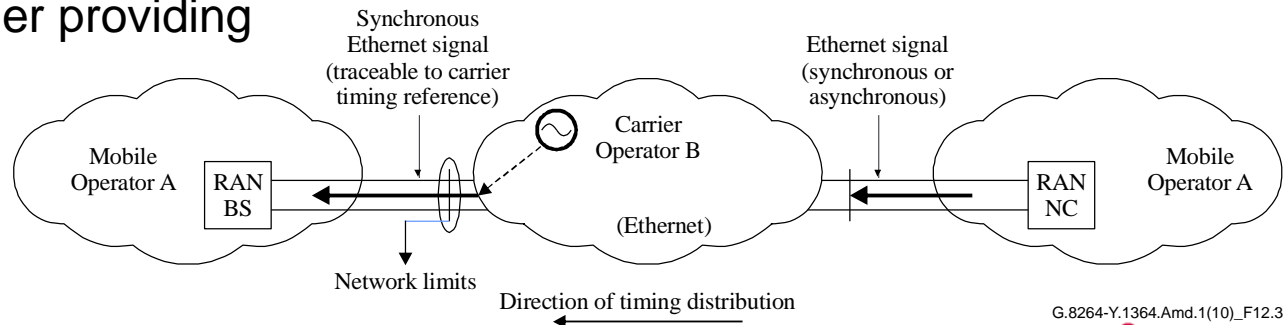 er providing
Synchronous
Ethernet signal
(traceable to carrier
timing reference)
Ethernet signal
(synchronous or
asynchronous)
Carrier
Operator B
Mobile
Operator A
RAN
BS
(Ethernet)
RAN
NC
Mobile
Operator A
Network limits
Direction of timing distribution
G.8264-Y.1364.Amd.1(10)_F12.3